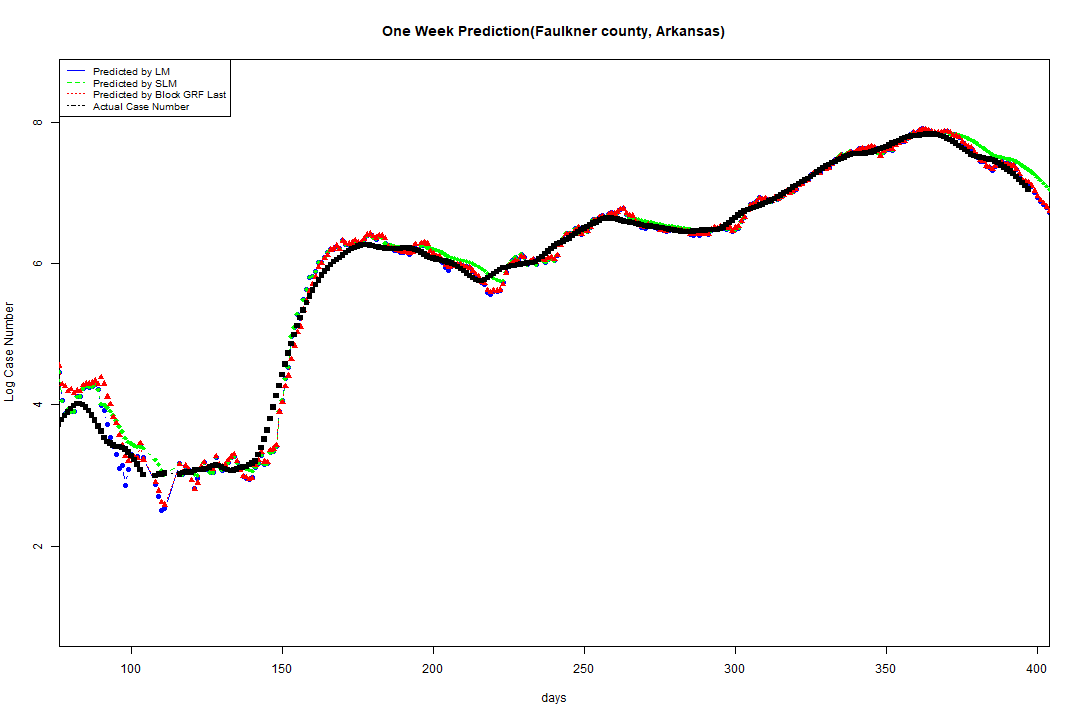 One Week Prediction(Faulkner county, Arkansas)
Predicted by LM
Predicted by SLM
Predicted by Block GRF Last
Actual Case Number
8
6
4
2
Log Case Number
100 150 200 250 300 350 400
days